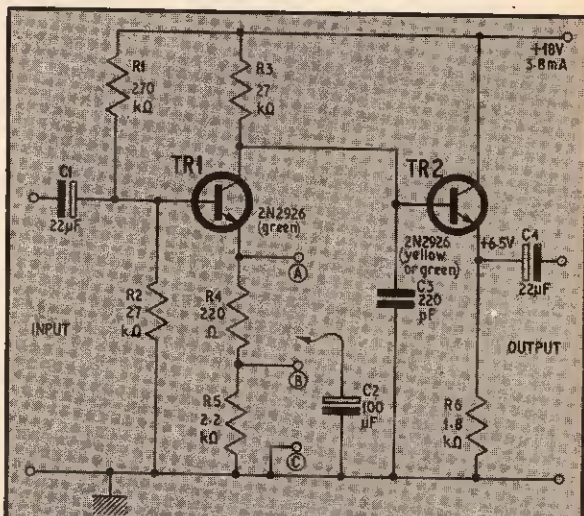 +18V
3·8mA
R1
270
kΩ
R3
27
kΩ
TR1
TR2
C1
22µF
2N2926
(green)
2N2926
(yellow
or green)
+6·5V
C4
22µF
A
R2
27
kΩ
R4
220
Ω
C3
220
pF
INPUT
OUTPUT
B
C2
100
µF
R5
2.2
kΩ
R6
1.8
kΩ
C